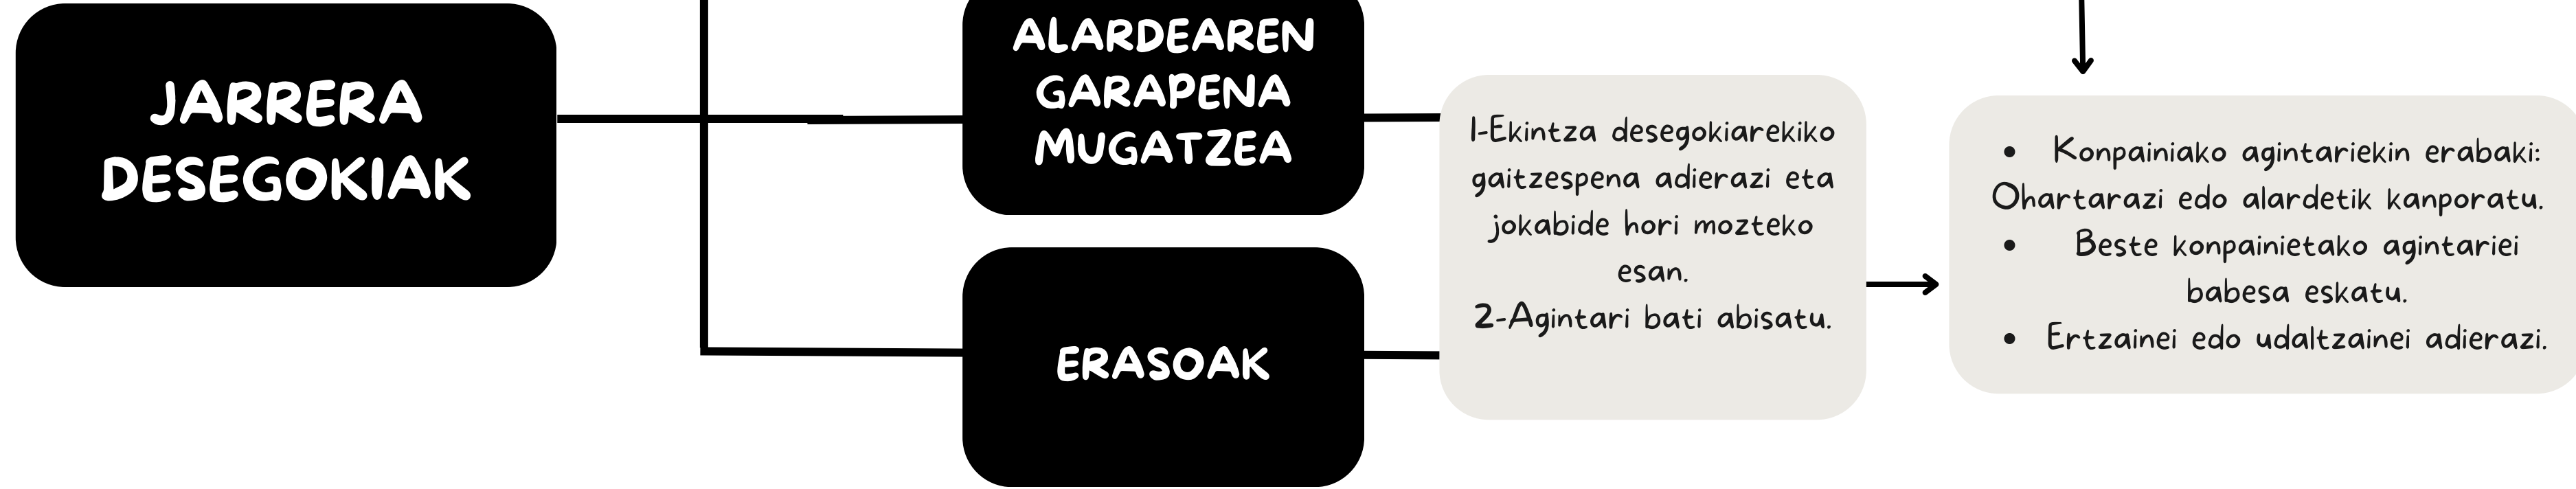 JARRERA
DESEGOKIAK
ALARDEAREN
GARAPENA
MUGATZEA
ERASOAK
1-Ekintza desegokiarekiko
gaitzespena adierazi eta
jokabide hori mozteko
esan.
2-Agintari bati abisatu.
• Konpainiako agintariekin erabaki:
Ohartarazi edo alardetik kanporatu.
• Beste konpainietako agintariei
babesa eskatu.
• Ertzainei edo udaltzainei adierazi.